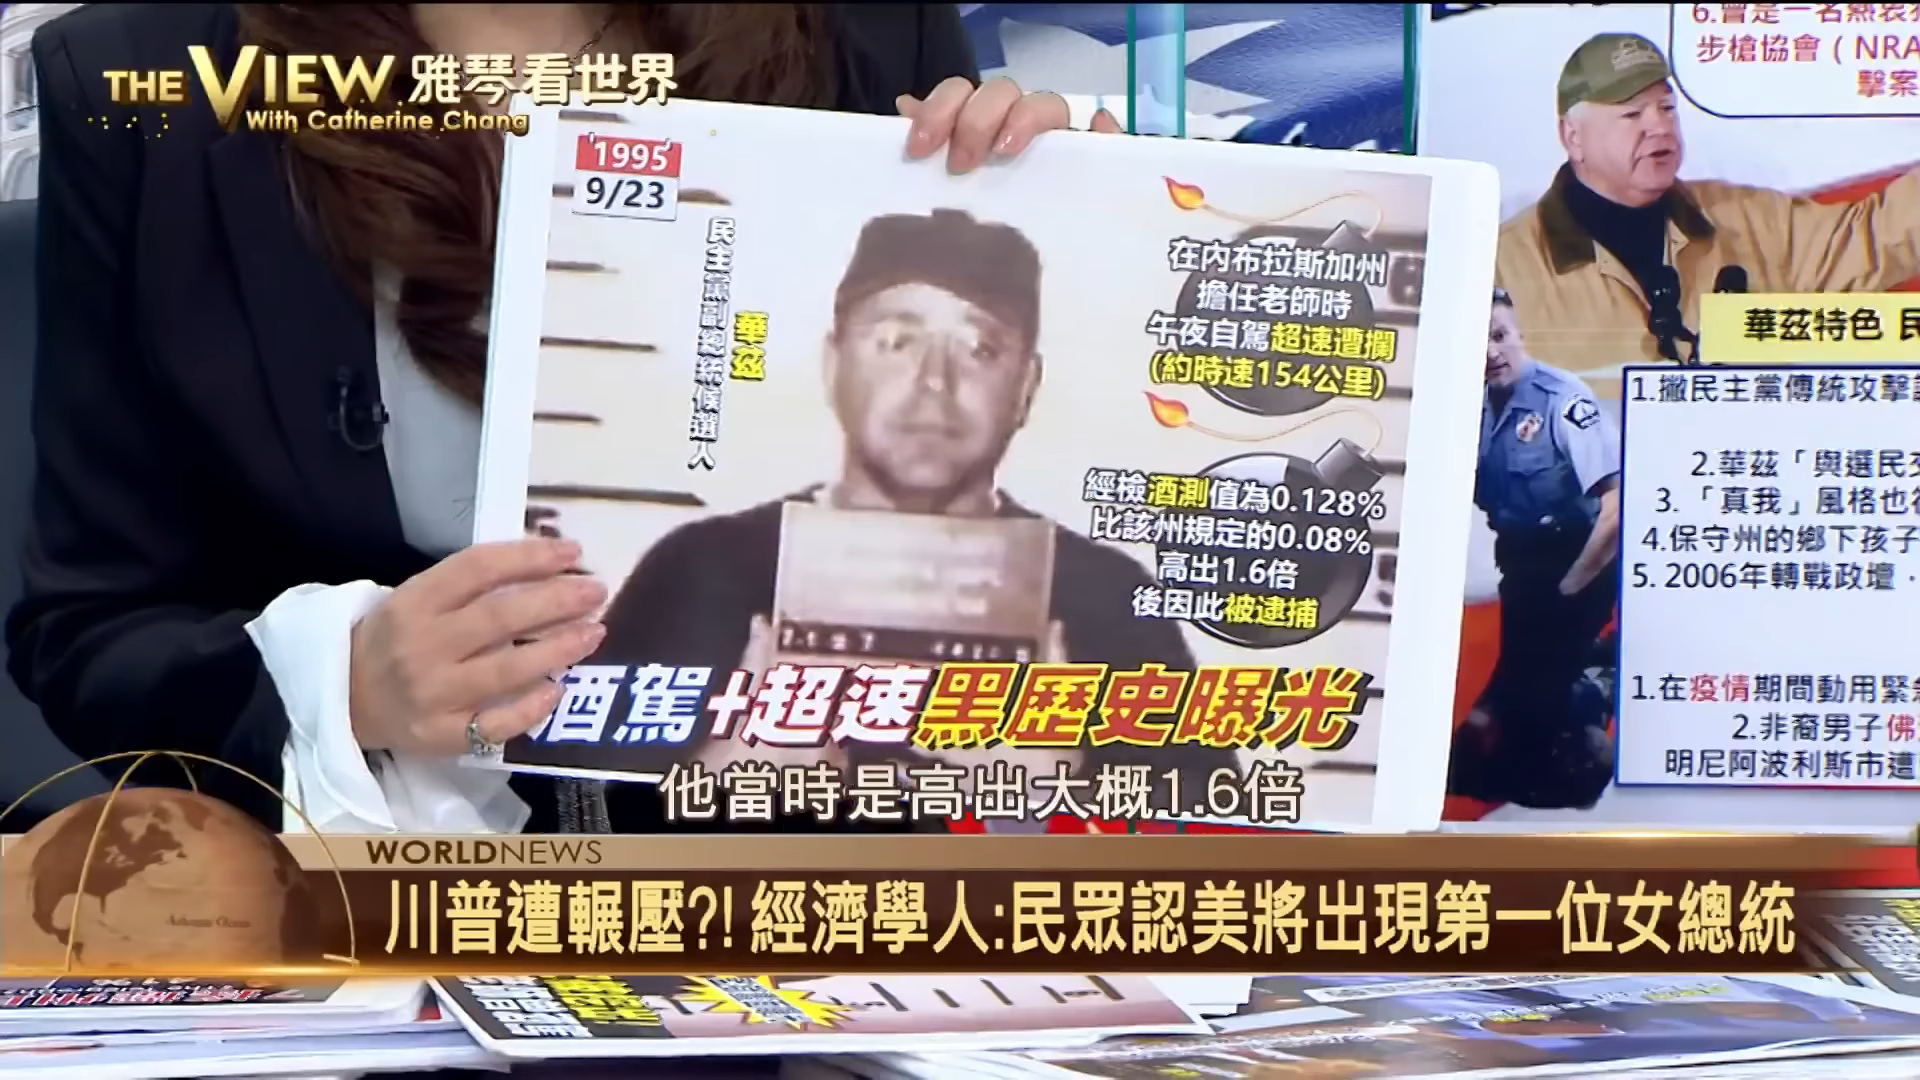 THE VIEW 雅琴看世界
With Catherine Chang
1995
9/23
民主黨副總統候選人
華茲
在內布拉斯加州
擔任老師時
午夜自駕超速遭攔
(約時速154公里)
經檢酒測值為0.128%
比該州規定的0.08%
高出1.6倍
後因此被逮捕
酒駕+超速黑歷史曝光
步槍協會（NRA
擊案
華茲特色 民
1.撇民主黨傳統攻擊
2.華茲「與選民
3.「真我」風格也
4.保守州的鄉下孩子
5. 2006年轉戰政壇，
1.在疫情期間動用緊
2.非裔男子佛
明尼阿波利斯市遭
他當時是高出大概1.6倍
WORLDNEWS
川普遭輾壓?! 經濟學人:民眾認美將出現第一位女總統